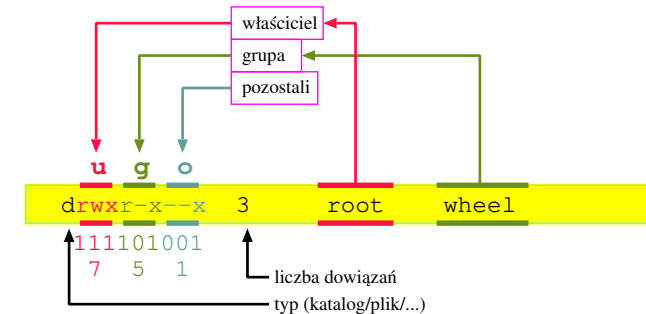 właściciel
grupa
pozostali
u g o
drwxr-x--x 3 root wheel
111101001
7 5 1
liczba dowiązań
typ (katalog/plik/...)